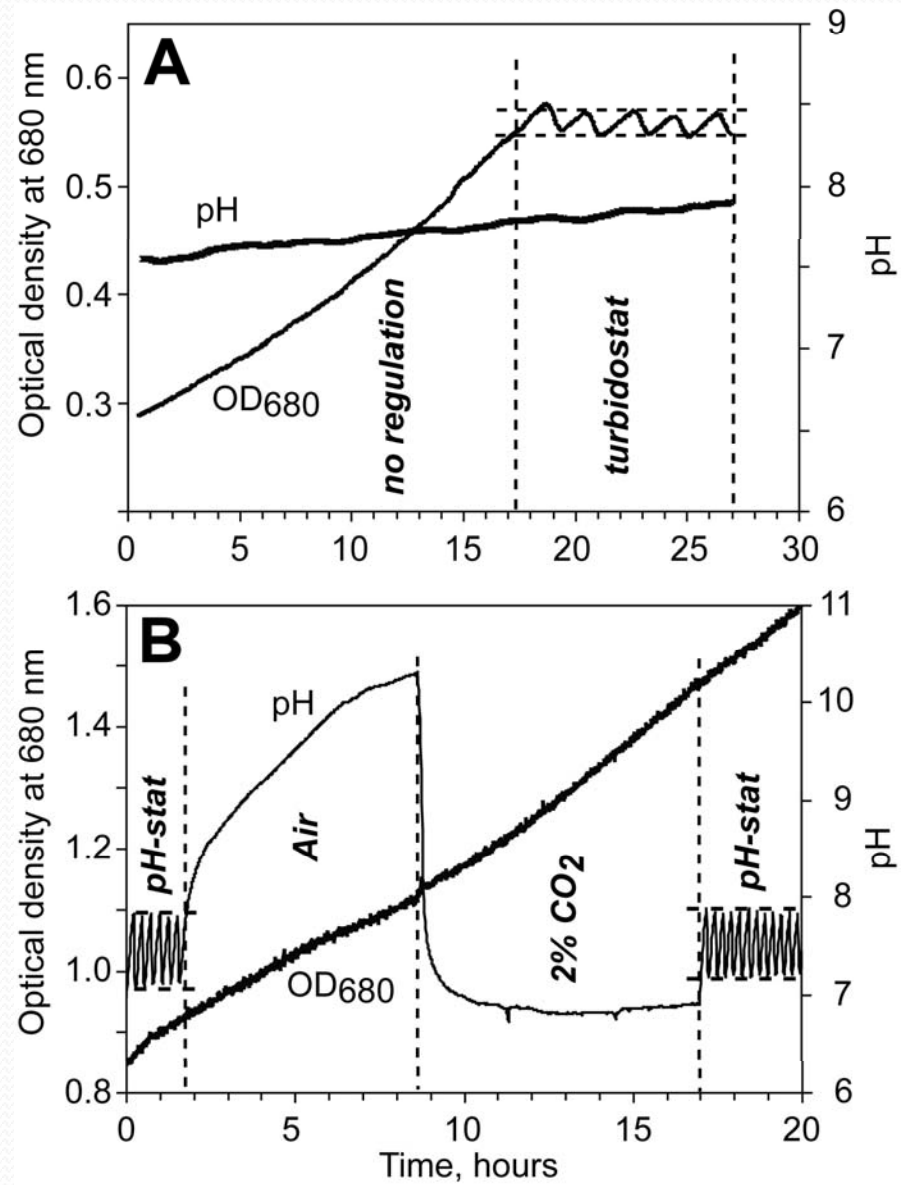 A
Optical density at 680 nm
0.6
0.5
0.4
0.3
9
8
7
6
pH
pH
OD680
no regulation
turbidostat
0 5 10 15 20 25 30
B
Optical density at 680 nm
1.6
1.4
1.2
1.0
0.8
11
10
9
8
7
6
pH
pH
OD680
pH-stat
Air
2% CO2
pH-stat
0 5 10 15 20
Time, hours